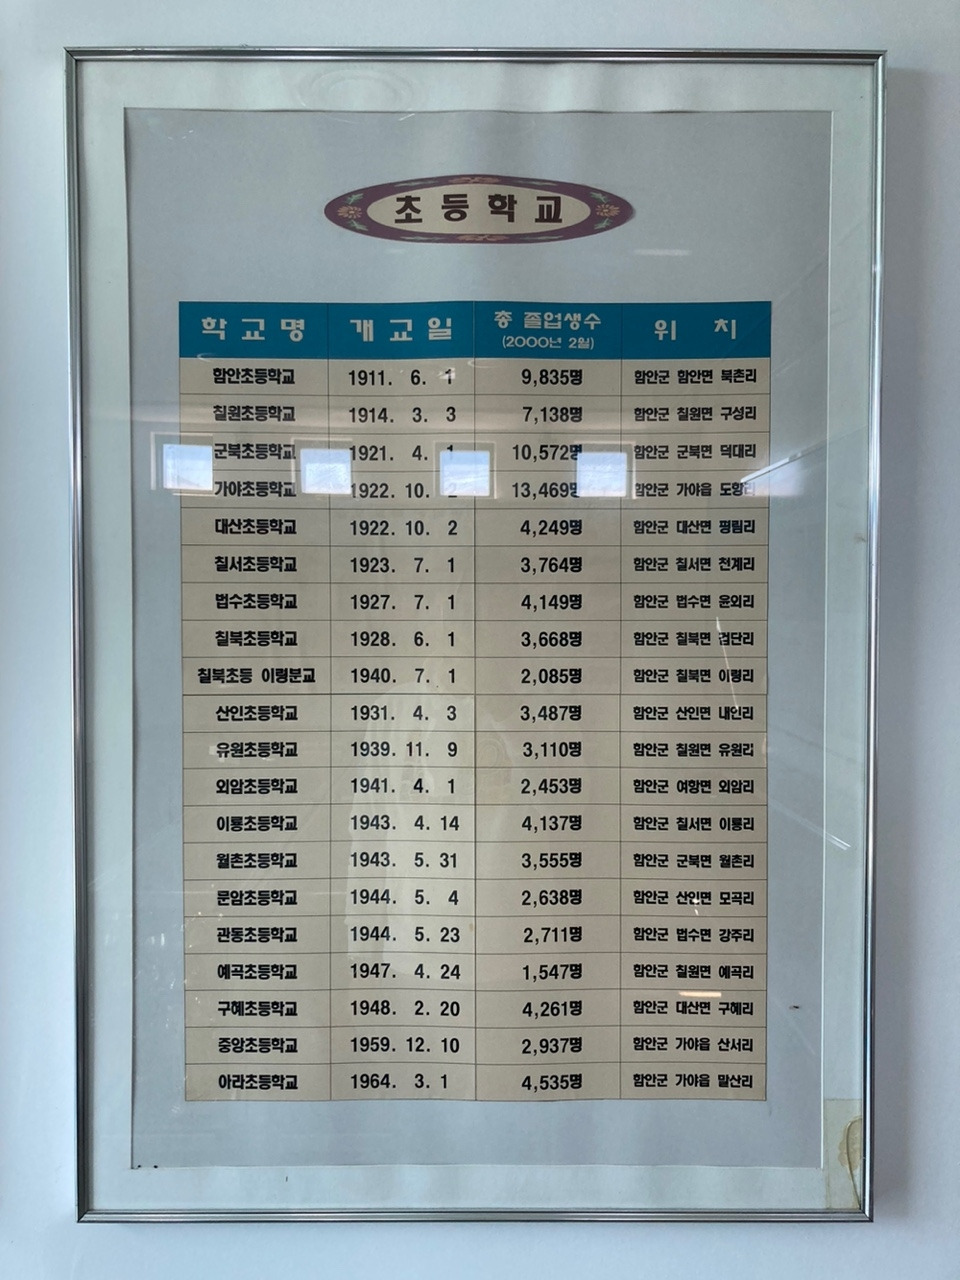 초등학교
학교명 개교일 총 졸업생수 (2000년 2월) 위 치
함안초등학교 1911. 6. 1 9,835명 함안군 함안면 북촌리
칠원초등학교 1914. 3. 3 7,138명 함안군 칠원면 구성리
군북초등학교 1921. 4. 1 10,572명 함안군 군북면 덕대리
가야초등학교 1922. 10. 2 13,469명 함안군 가야읍 도항리
대산초등학교 1922. 10. 2 4,249명 함안군 대산면 평림리
칠서초등학교 1923. 7. 1 3,764명 함안군 칠서면 천계리
법수초등학교 1927. 7. 1 4,149명 함안군 법수면 윤외리
칠북초등학교 1928. 6. 1 3,668명 함안군 칠북면 검단리
칠북초등 이령분교 1940. 7. 1 2,085명 함안군 칠북면 이령리
산인초등학교 1931. 4. 3 3,487명 함안군 산인면 내인리
유원초등학교 1939. 11. 9 3,110명 함안군 칠원면 유원리
외암초등학교 1941. 4. 1 2,453명 함안군 여항면 외암리
이룡초등학교 1943. 4. 14 4,137명 함안군 칠서면 이룡리
월촌초등학교 1943. 5. 31 3,555명 함안군 군북면 월촌리
문암초등학교 1944. 5. 4 2,638명 함안군 산인면 모곡리
관동초등학교 1944. 5. 23 2,711명 함안군 법수면 강주리
예곡초등학교 1947. 4. 24 1,547명 함안군 칠원면 예곡리
구혜초등학교 1948. 2. 20 4,261명 함안군 대산면 구혜리
중앙초등학교 1959. 12. 10 2,937명 함안군 가야읍 산서리
아라초등학교 1964. 3. 1 4,535명 함안군 가야읍 말산리